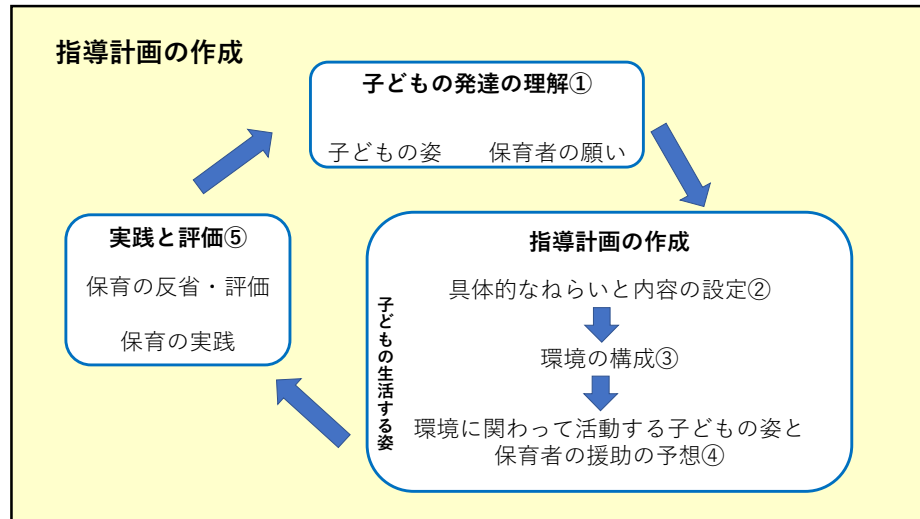 指導計画の作成
子どもの発達の理解①
子どもの姿　　保育者の願い
指導計画の作成
具体的なねらいと内容の設定②
環境の構成③
環境に関わって活動する子どもの姿と
保育者の援助の予想④
子どもの生活する姿
実践と評価⑤
保育の反省・評価
保育の実践